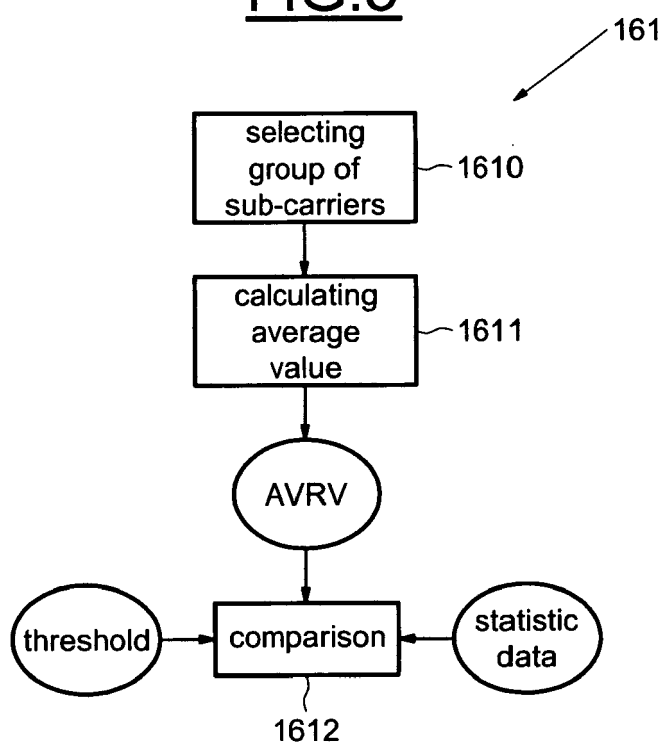 161
selecting
group of
sub-carriers
1610
calculating
average
value
1611
AVRV
threshold
comparison
statistic
data
1612